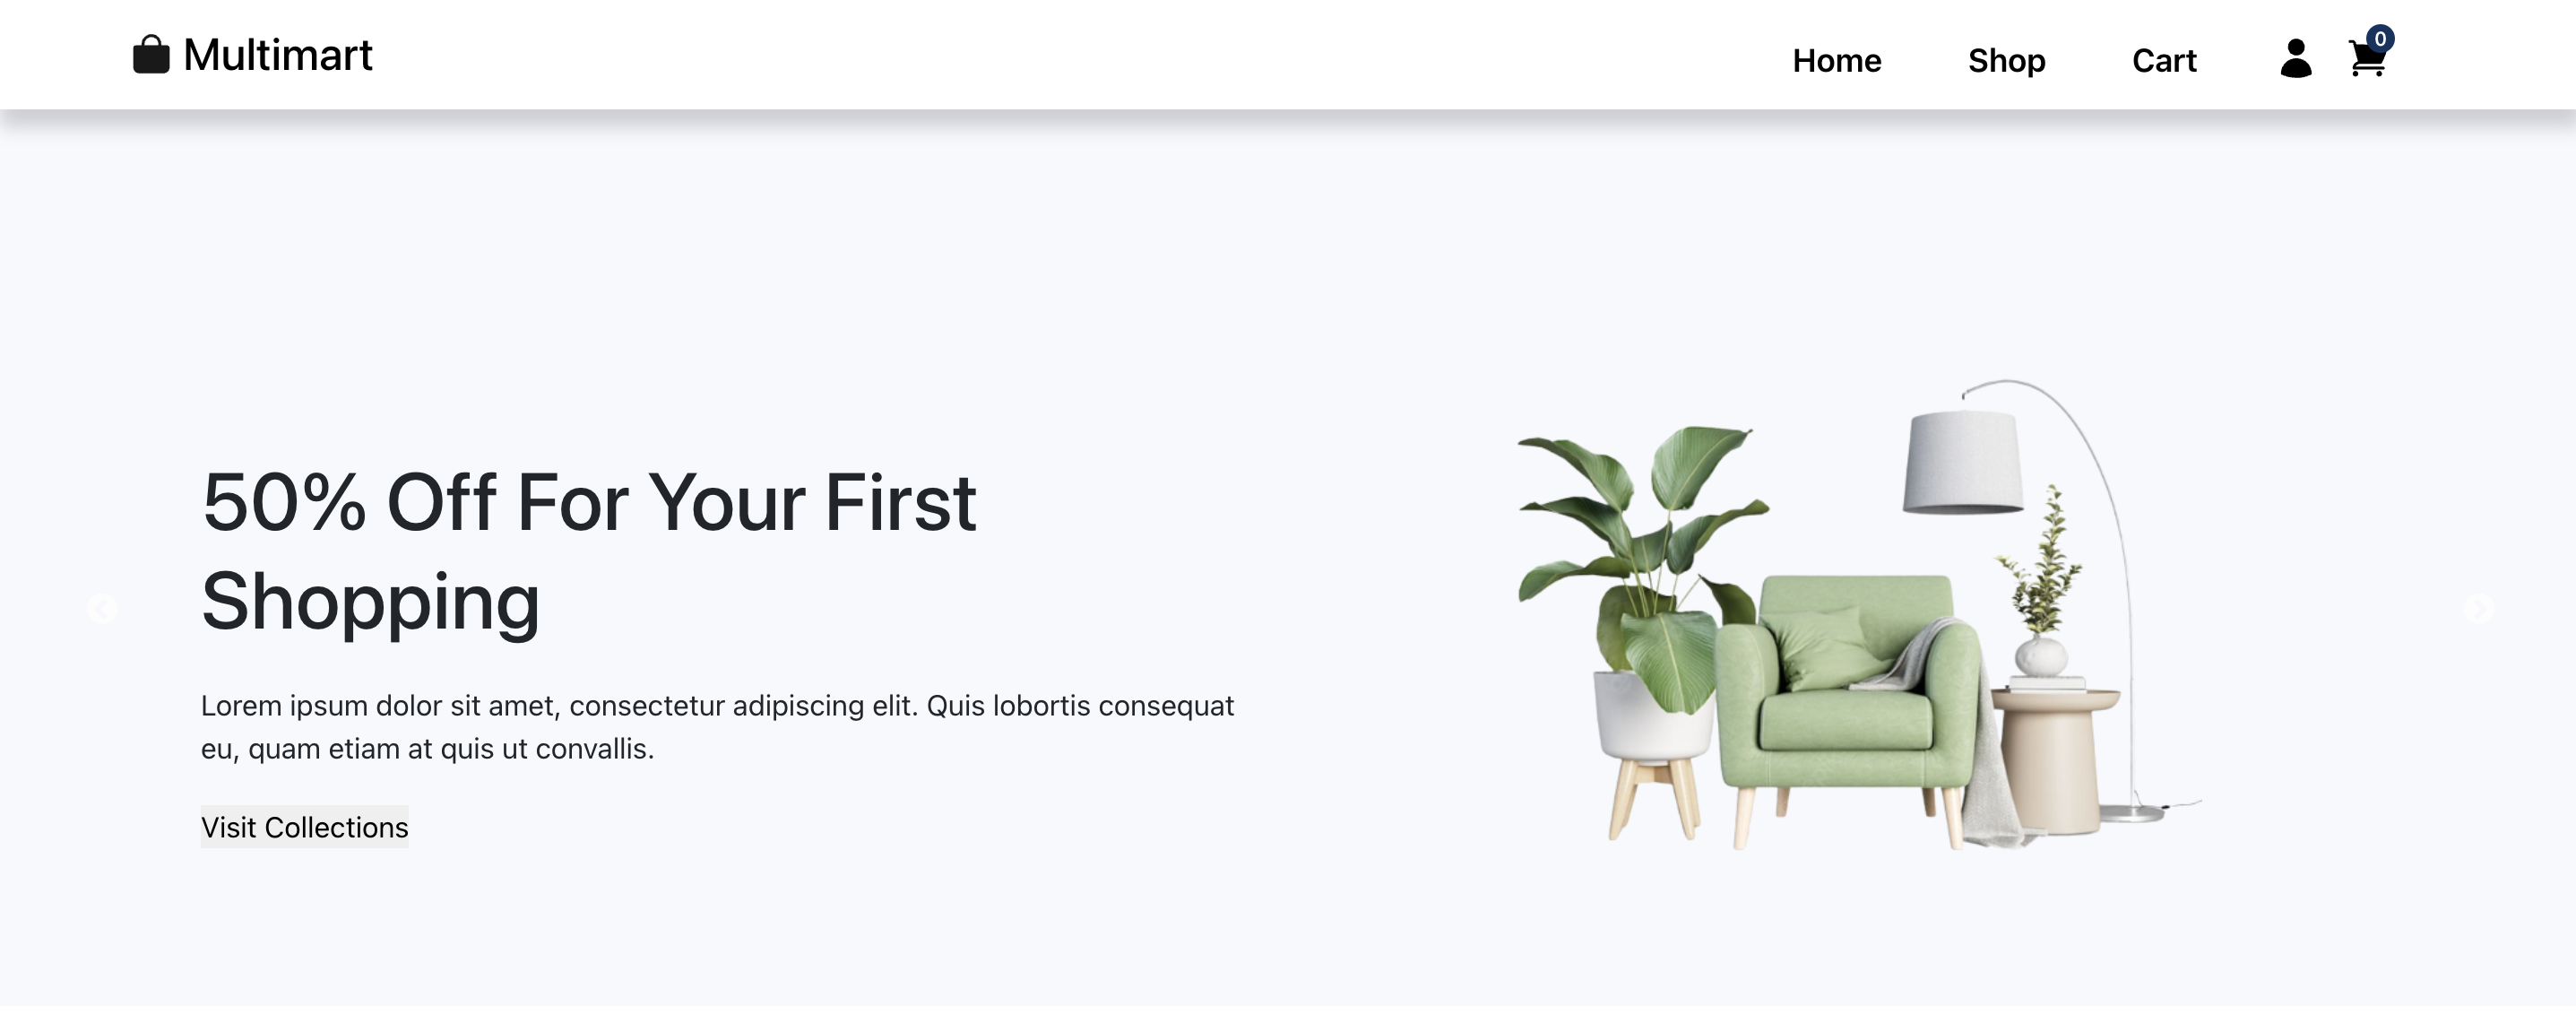 Multimart
Home
Shop
Cart
0
50% Off For Your First
Shopping
Lorem ipsum dolor sit amet, consectetur adipiscing elit. Quis lobortis consequat
eu, quam etiam at quis ut convallis.
Visit Collections